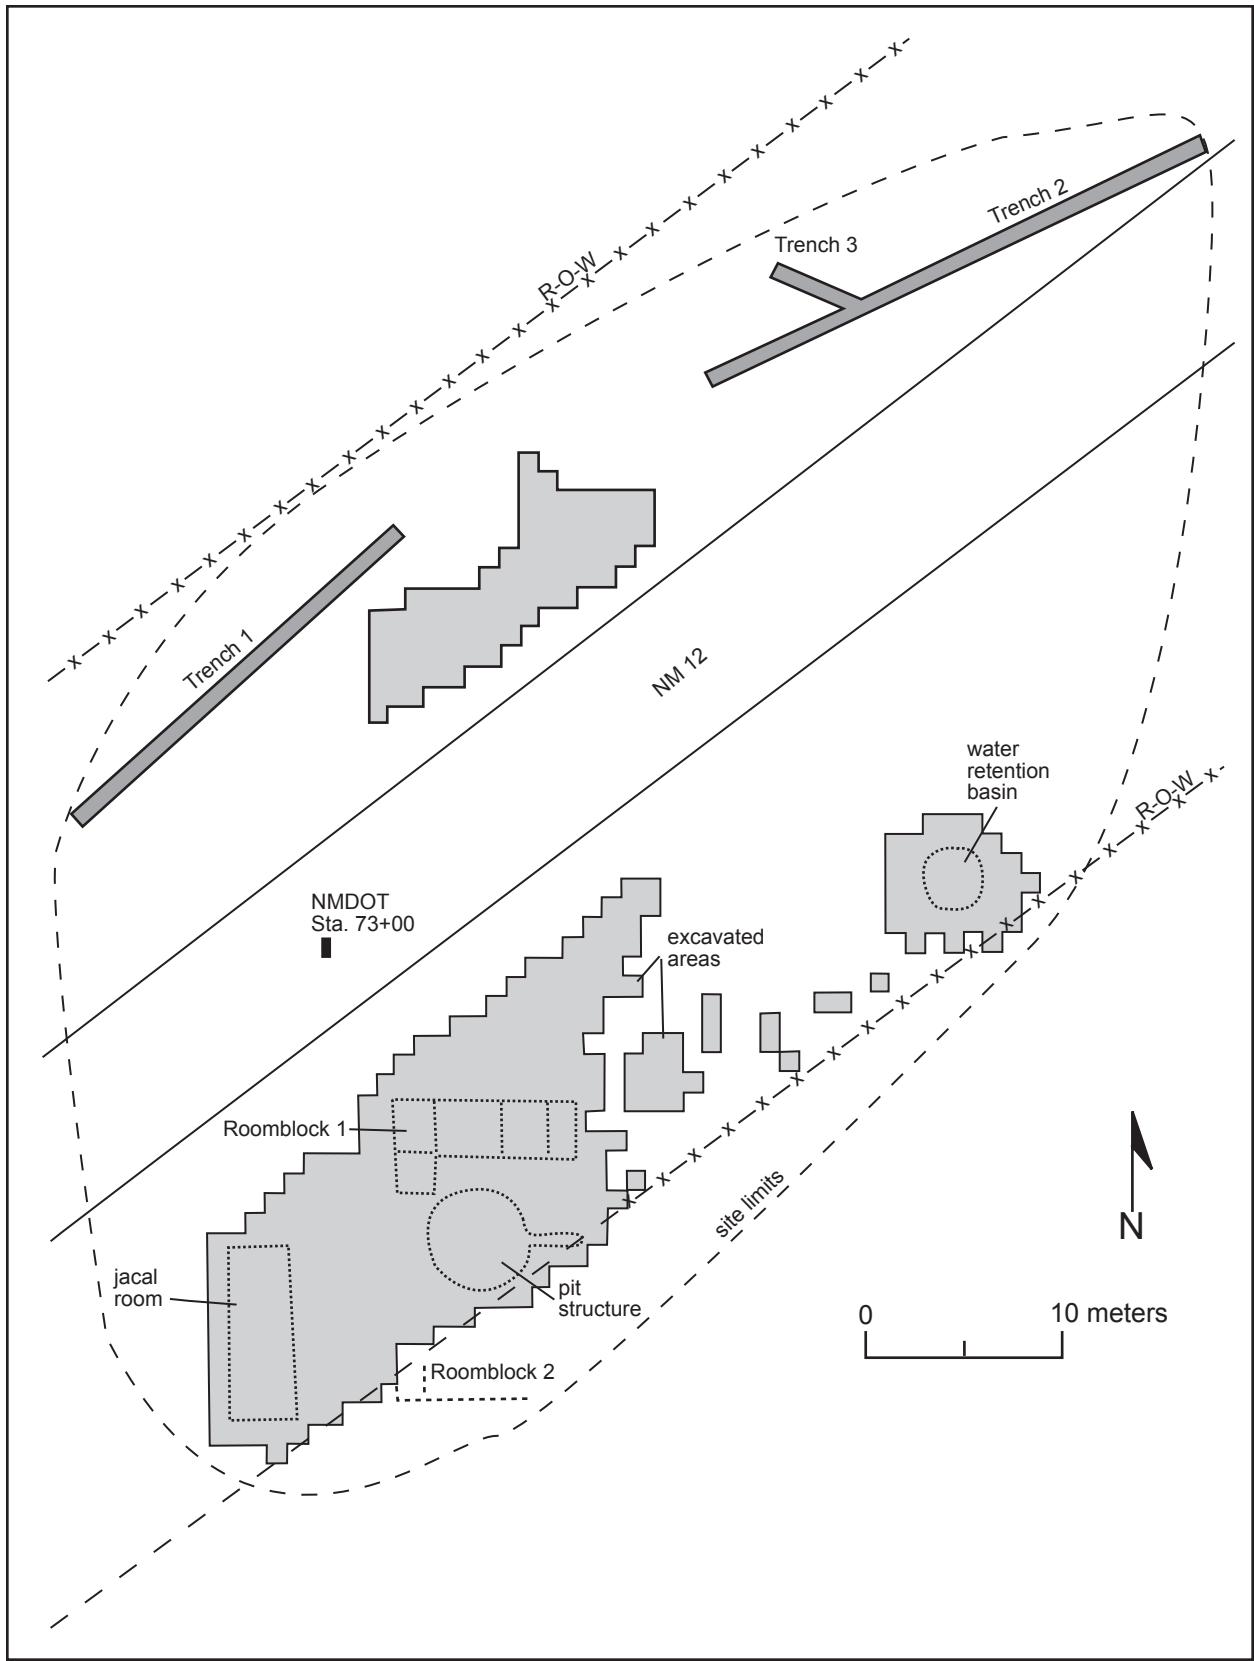 R-O-W
Trench 2
Trench 3
Trench 1
NM 12
water
retention
basin
R-O-W
NMDOT
Sta. 73+00
excavated
areas
Roomblock 1
site limits
N
jacal
room
pit
structure
0
10 meters
Roomblock 2